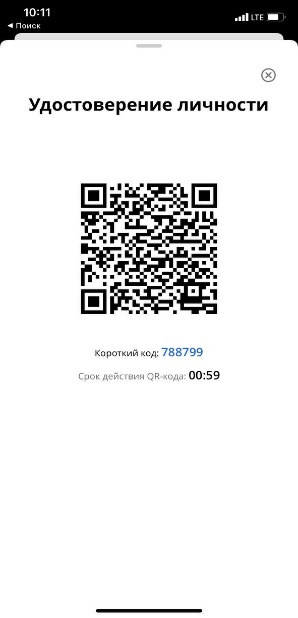 10:11
LTE
◀ Поиск
Удостоверение личности
Короткий код: 788799
Срок действия QR-кода: 00:59